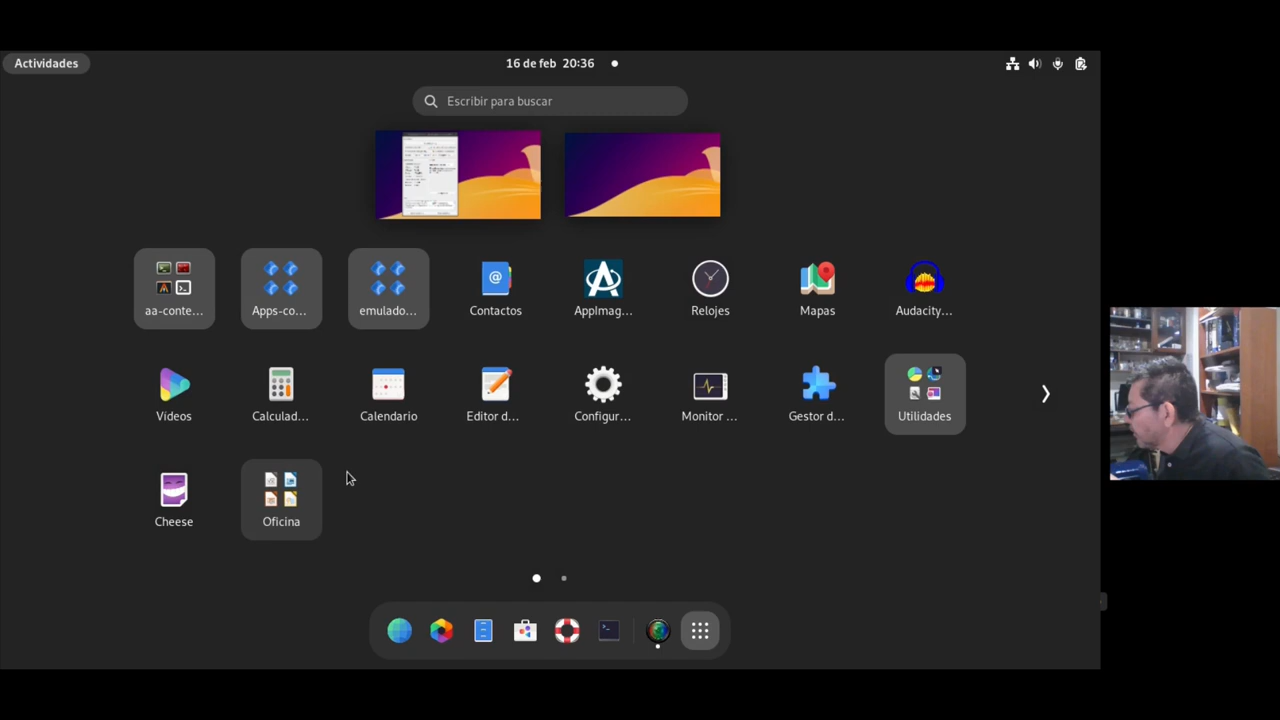 Actividades
16 de feb 20:36
Escribir para buscar
aa-conte...
Apps-co...
emulado...
Contactos
AppImag...
Relojes
Mapas
Audacity...
Vídeos
Calculad...
Calendario
Editor d...
Configur...
Monitor ...
Gestor d...
Utilidades
Cheese
Oficina